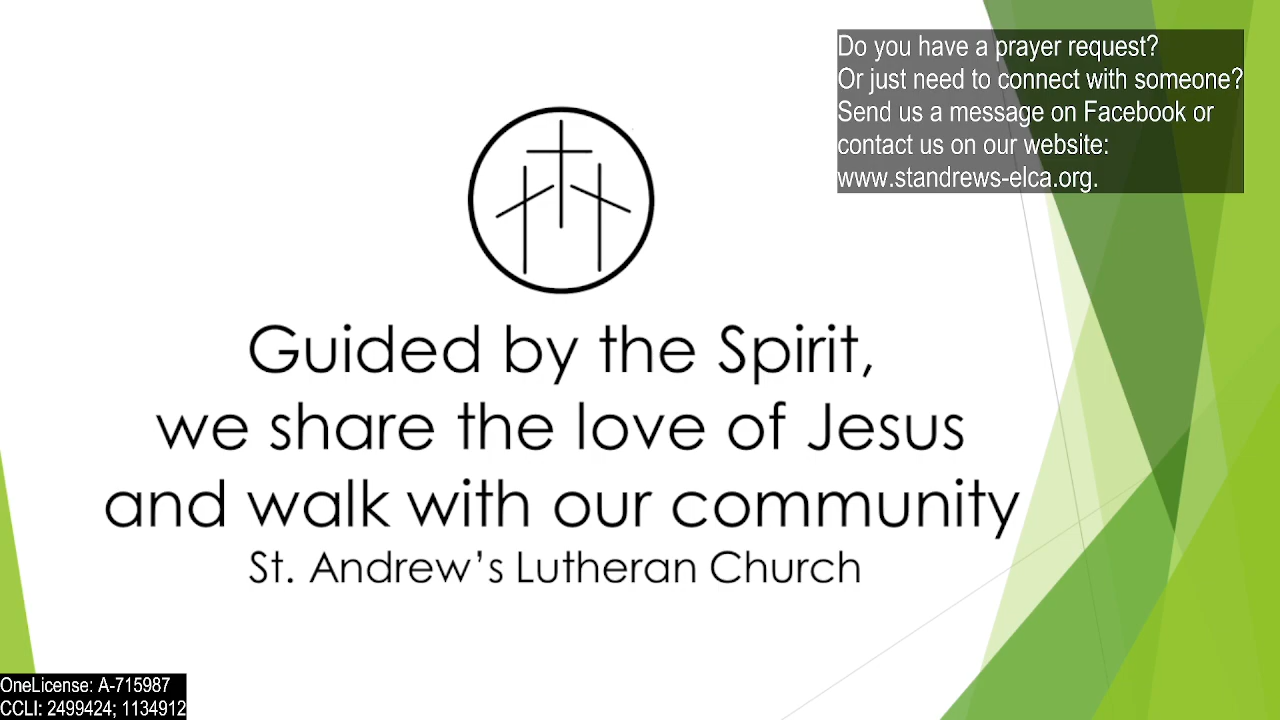 Do you have a prayer request?
Or just need to connect with someone?
Send us a message on Facebook or
contact us on our website:
www.standrews-elca.org.
Guided by the Spirit,
we share the love of Jesus
and walk with our community
St. Andrew’s Lutheran Church
OneLicense: A-715987
CCLI: 2499424; 1134912